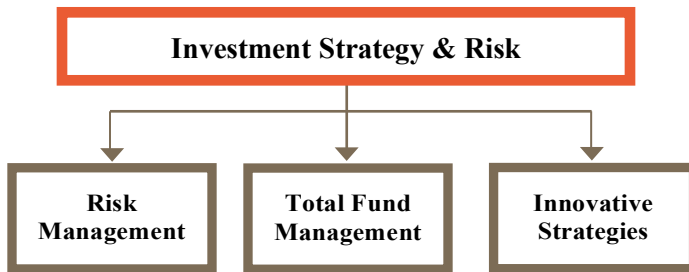 Investment Strategy & Risk
Risk
Management
Total Fund
Management
Innovative
Strategies